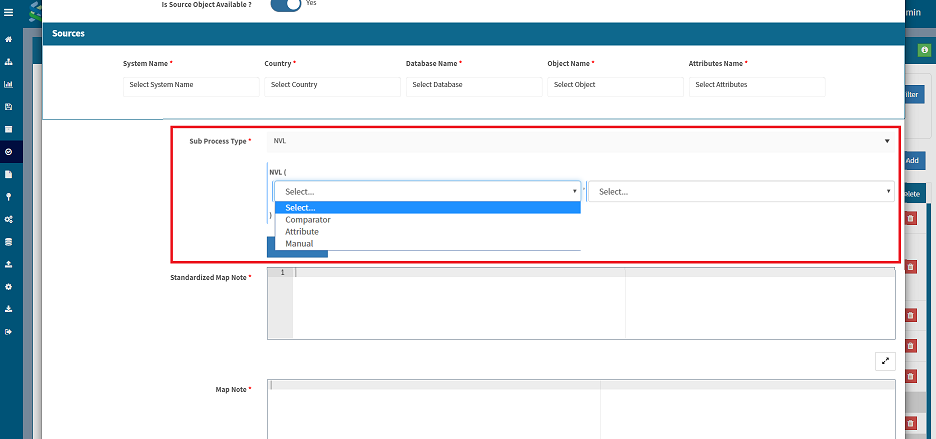 Is Source Object Available ? Yes
min
Sources
System Name * Country * Database Name * Object Name * Attributes Name *
Select System Name Select Country Select Database Select Object Select Attributes
Sub Process Type * NVL
Add
NVL (
Select... , Select...
Select...
Comparator
)
Attribute
Manual
Standardized Map Note * 1
Map Note *